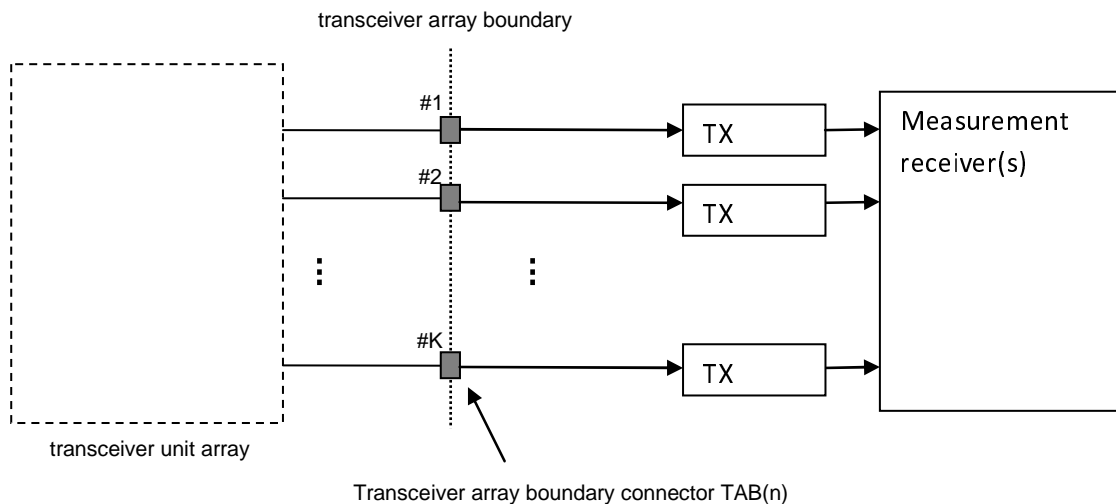 transceiver array boundary
#1
TX
Measurement
receiver(s)
#2
TX
#K
TX
transceiver unit array
Transceiver array boundary connector TAB(n)